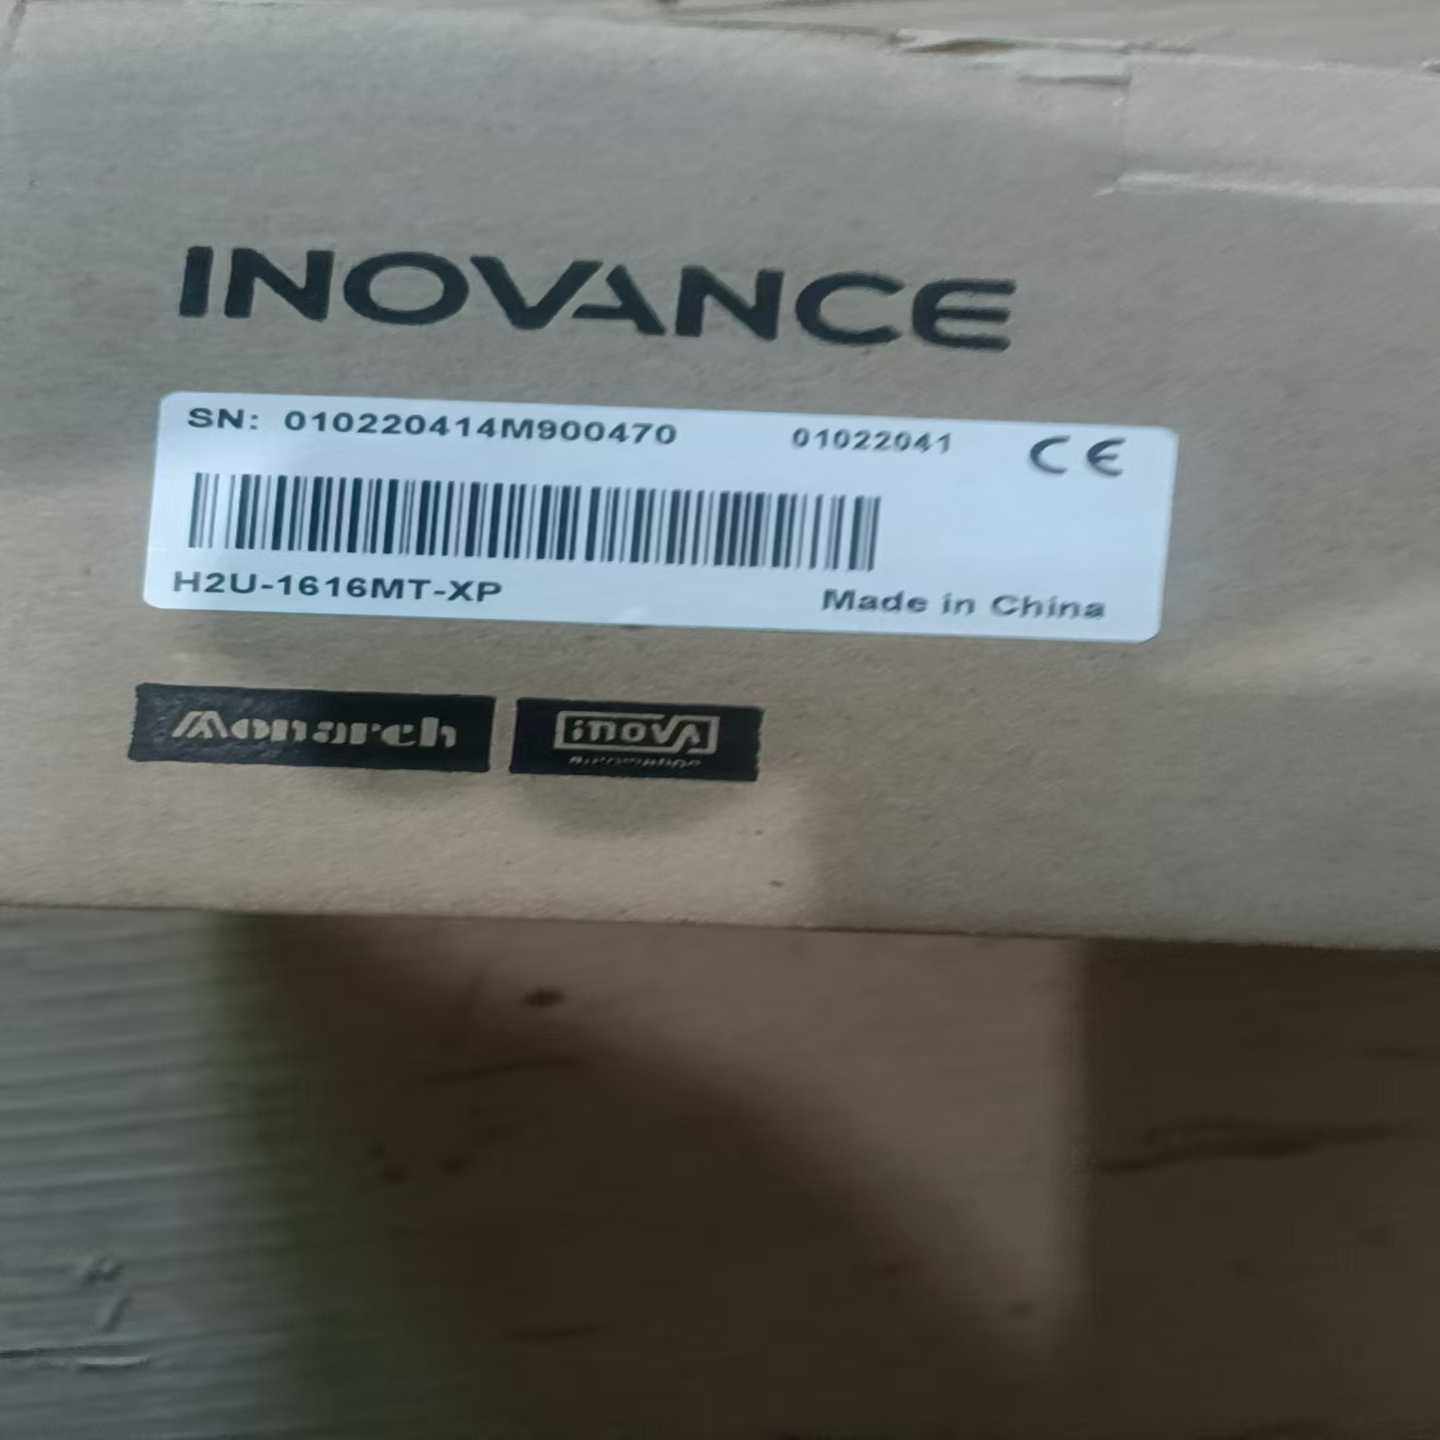 INOVANCE
SN: 010220414M900470 01022041 CE
H2U-1616MT-XP Made in China
Monarch inova